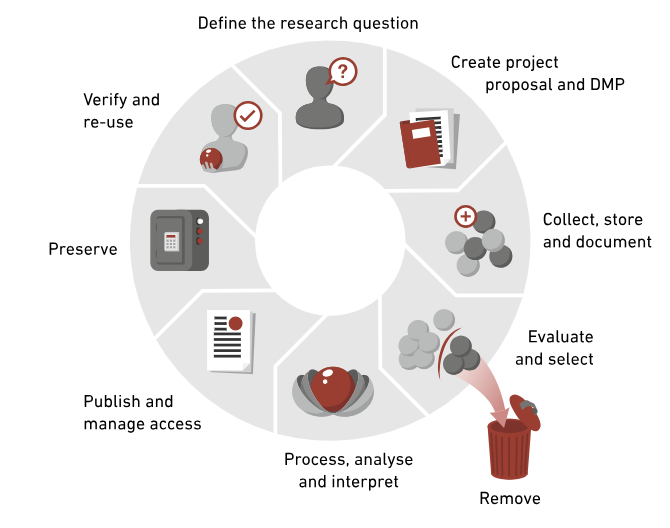 Define the research question
Create project
proposal and DMP
Collect, store
and document
Evaluate
and select
Remove
Process, analyse
and interpret
Publish and
manage access
Preserve
Verify and
re-use
?